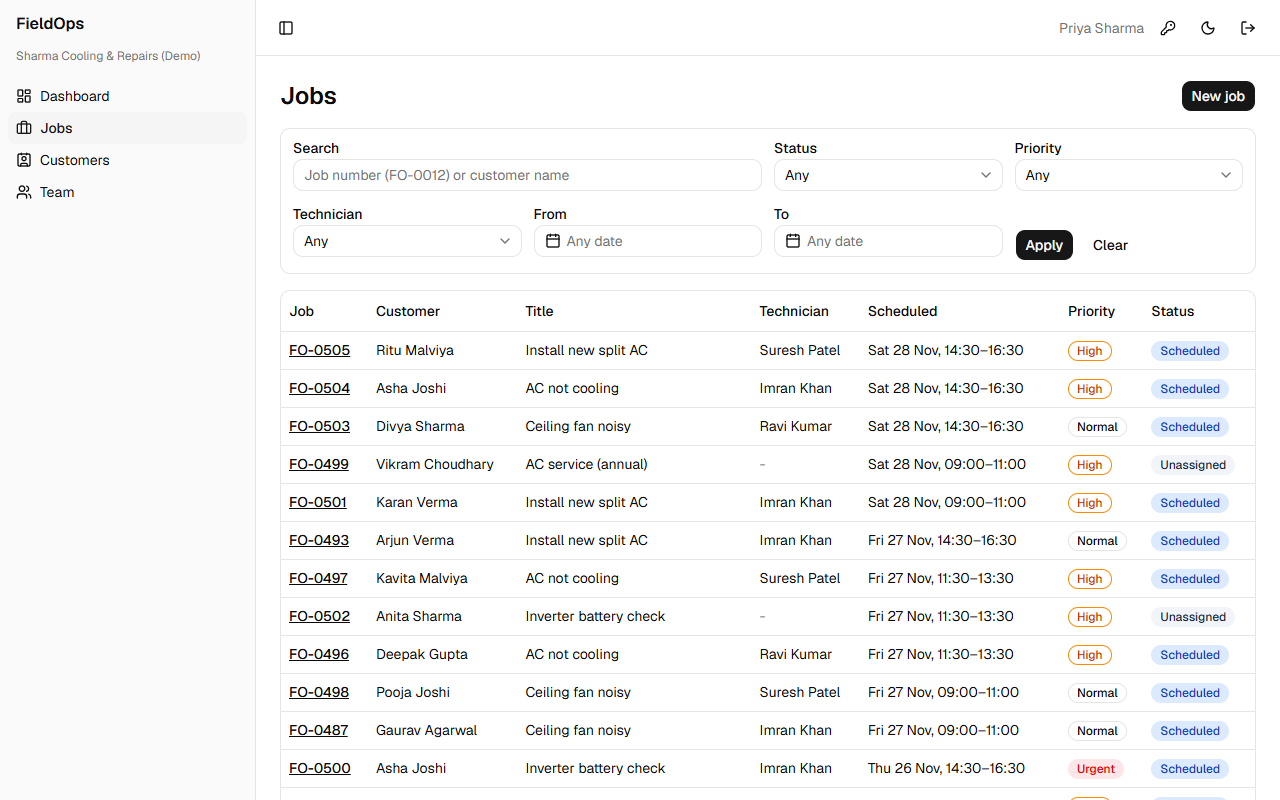 FieldOps
Sharma Cooling & Repairs (Demo)
Dashboard
Jobs
Customers
Team
Priya Sharma
Jobs
New job
Search
Job number (FO-0012) or customer name
Status
Any
Priority
Any
Technician
Any
From
Any date
To
Any date
Apply
Clear
Job Customer Title Technician Scheduled Priority Status
FO-0505 Ritu Malviya Install new split AC Suresh Patel Sat 28 Nov, 14:30–16:30 High Scheduled
FO-0504 Asha Joshi AC not cooling Imran Khan Sat 28 Nov, 14:30–16:30 High Scheduled
FO-0503 Divya Sharma Ceiling fan noisy Ravi Kumar Sat 28 Nov, 14:30–16:30 Normal Scheduled
FO-0499 Vikram Choudhary AC service (annual) - Sat 28 Nov, 09:00–11:00 High Unassigned
FO-0501 Karan Verma Install new split AC Imran Khan Sat 28 Nov, 09:00–11:00 High Scheduled
FO-0493 Arjun Verma Install new split AC Imran Khan Fri 27 Nov, 14:30–16:30 Normal Scheduled
FO-0497 Kavita Malviya AC not cooling Suresh Patel Fri 27 Nov, 11:30–13:30 High Scheduled
FO-0502 Anita Sharma Inverter battery check - Fri 27 Nov, 11:30–13:30 High Unassigned
FO-0496 Deepak Gupta AC not cooling Ravi Kumar Fri 27 Nov, 11:30–13:30 High Scheduled
FO-0498 Pooja Joshi Ceiling fan noisy Suresh Patel Fri 27 Nov, 09:00–11:00 Normal Scheduled
FO-0487 Gaurav Agarwal Ceiling fan noisy Imran Khan Fri 27 Nov, 09:00–11:00 Normal Scheduled
FO-0500 Asha Joshi Inverter battery check Imran Khan Thu 26 Nov, 14:30–16:30 Urgent Scheduled